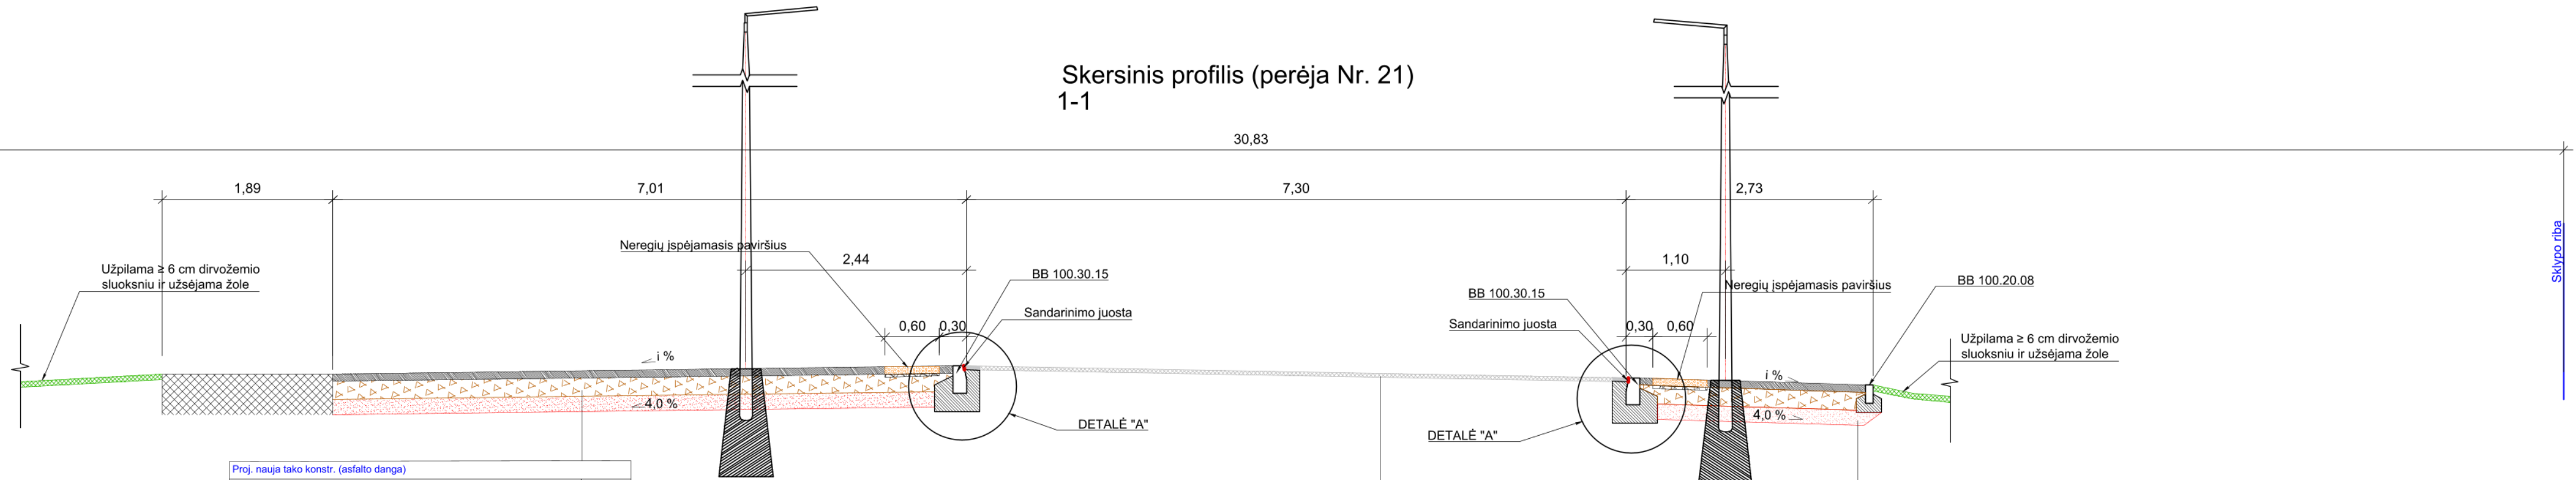 Skersinis profilis (perėja Nr. 21)
1-1
30,83
1,89
7,01
7,30
2,73
Sklypo riba
Neregių įspėjamasis paviršius
2,44
1,10
Užpilama ≥ 6 cm dirvožemio
sluoksniu ir užsėjama žole
BB 100.30.15
Sandarinimo juosta
BB 100.30.15
Sandarinimo juosta
Neregių įspėjamasis paviršius
BB 100.20.08
0,60
0,30
0,30
0,60
Užpilama ≥ 6 cm dirvožemio
sluoksniu ir užsėjama žole
i %
i %
4,0 %
4,0 %
DETALĖ "A"
DETALĖ "A"
Proj. nauja tako konstr. (asfalto danga)